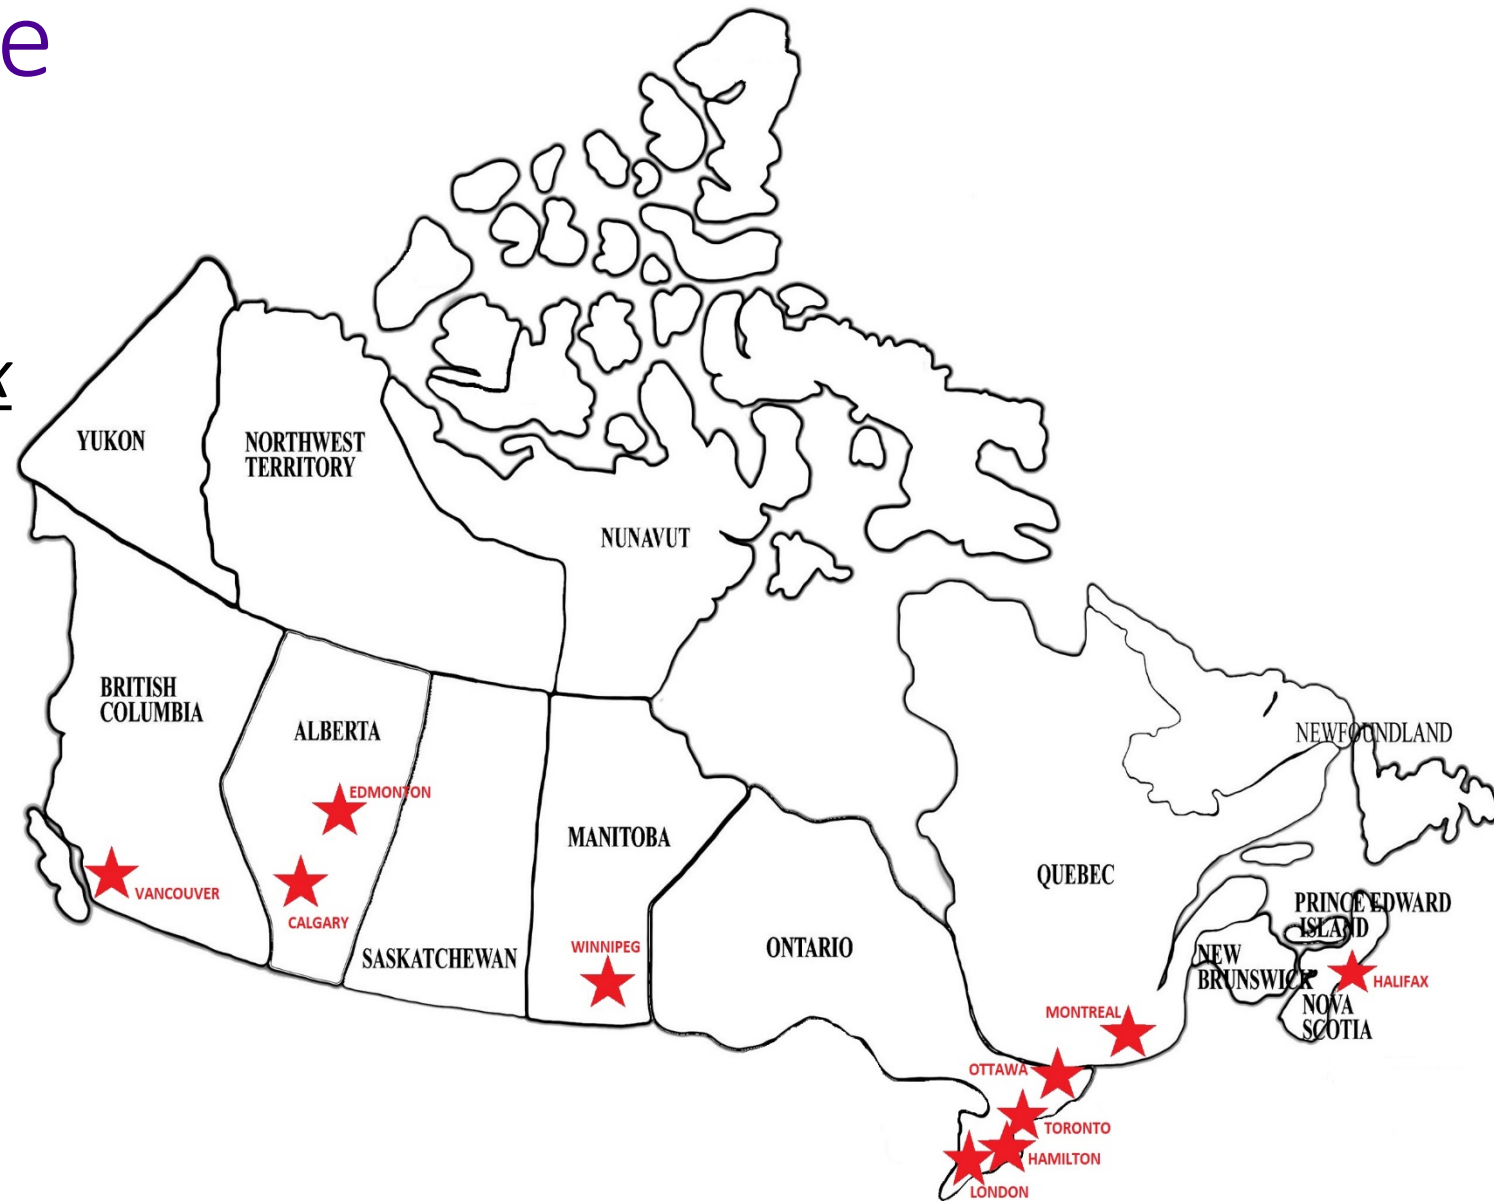 e
x
YUKON
NORTHWEST
TERRITORY
NUNAVUT
BRITISH
COLUMBIA
ALBERTA
NEWFOUNDLAND
EDMONTON
MANITOBA
QUEBEC
VANCOUVER
CALGARY
PRINCE EDWARD
ISLAND
SASKATCHEWAN
WINNIPEG
ONTARIO
NEW
BRUNSWICK
HALIFAX
NOVA
SCOTIA
MONTREAL
OTTAWA
TORONTO
HAMILTON
LONDON